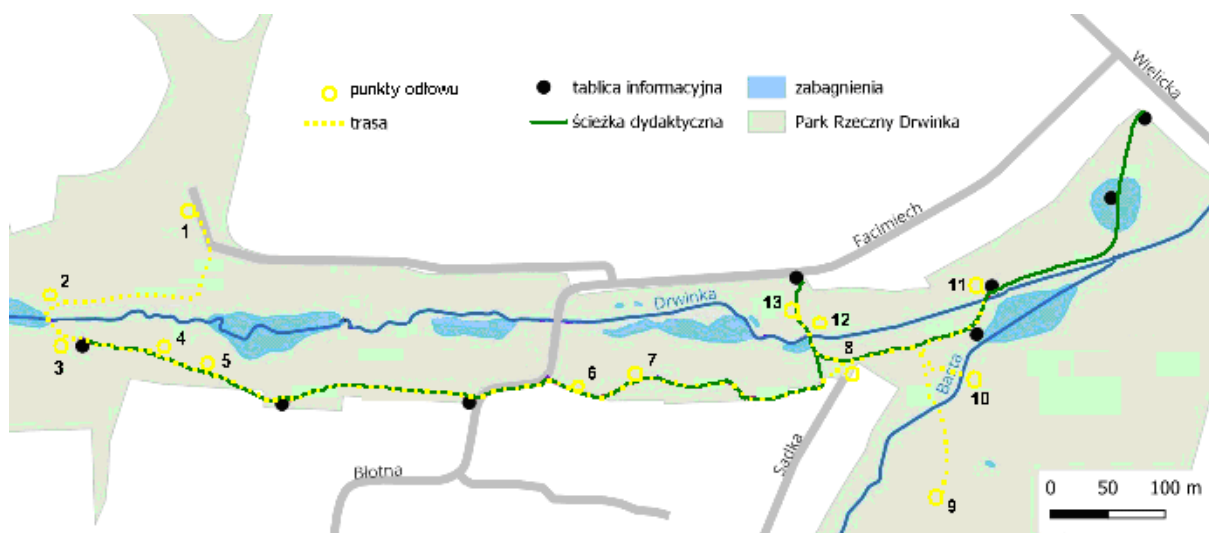 Wielicka
punkty odłowu
tablica informacyjna
zabagnienia
trasa
ścieżka dydaktyczna
Park Rzeczny Drwinka
Facimiech
1
2
Drwinka
11
13
12
3
4
5
6
7
8
Bagta
10
Sadka
Błotna
9
0 50 100 m